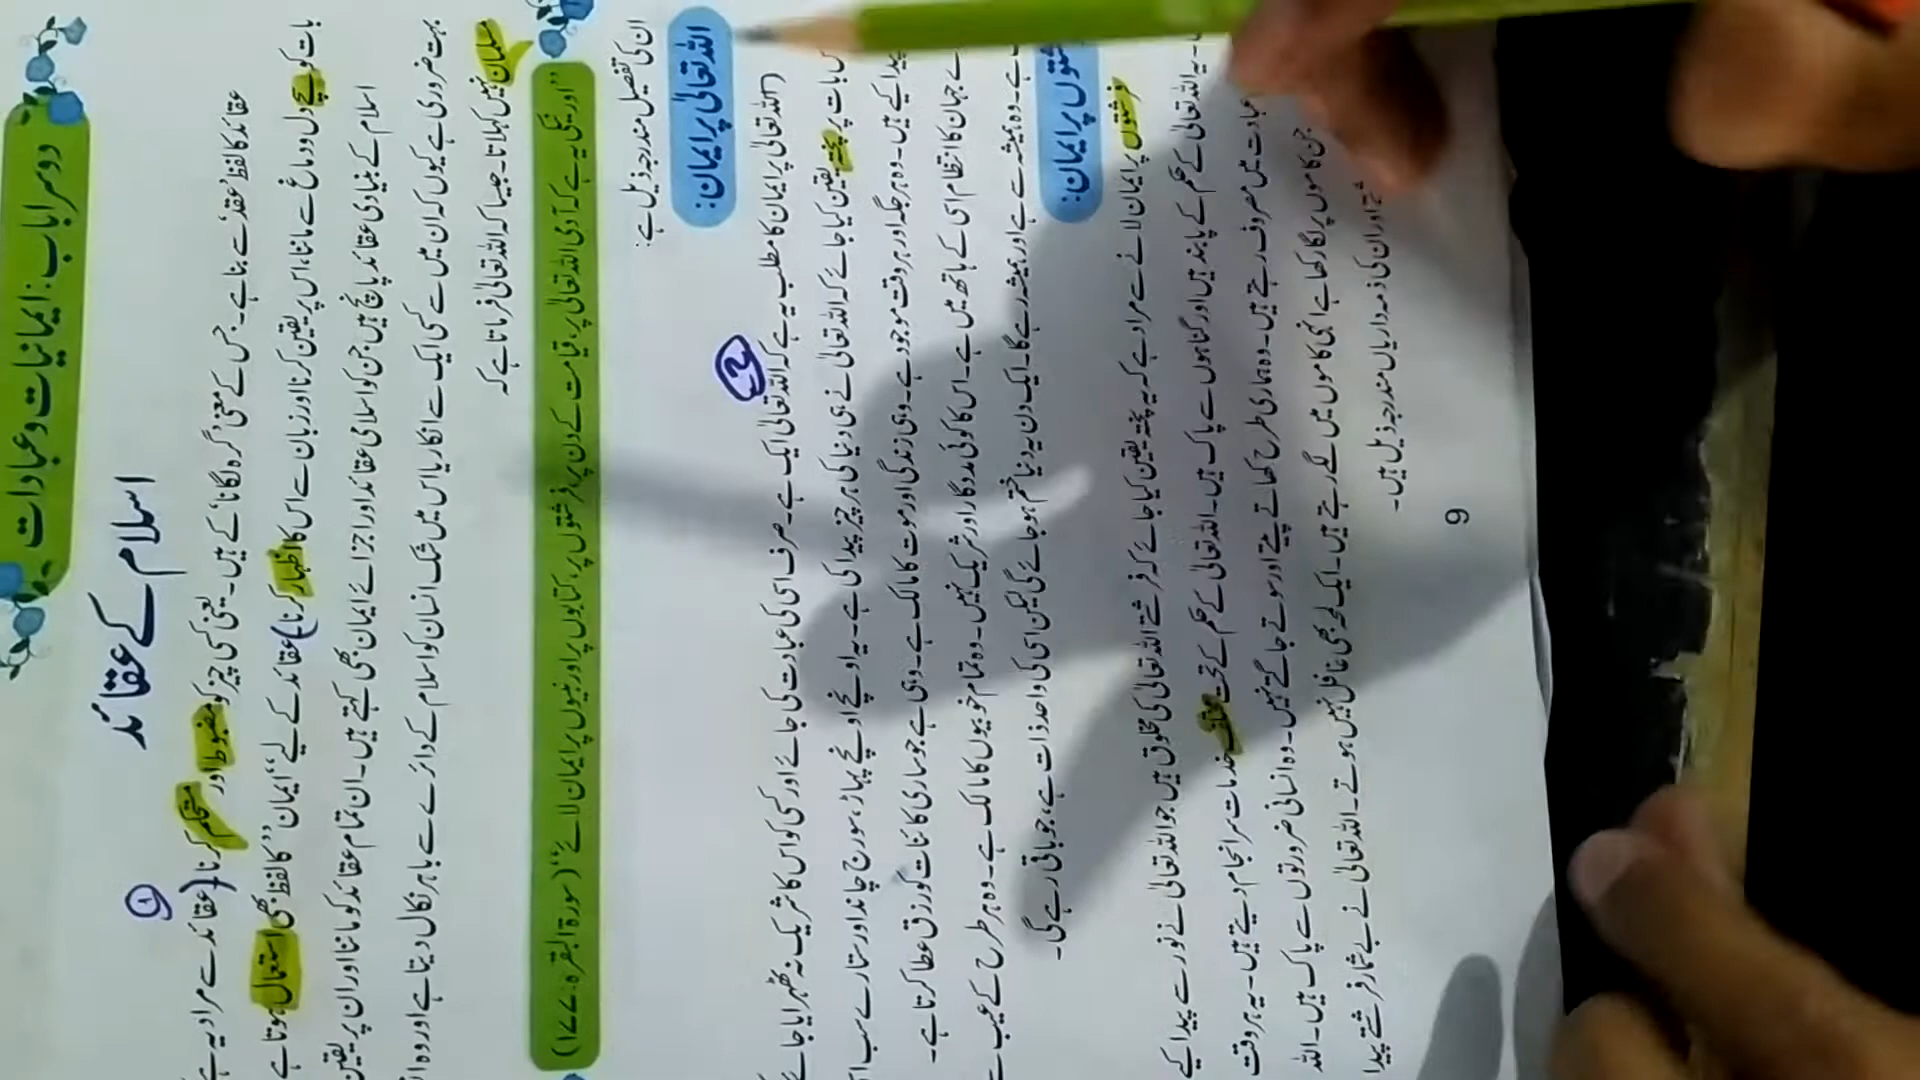 دوسرا باب: ایمانیات و عبادات
اسلام کے عقائد
①
عقائد کا لفظ ’عقد‘ سے بنا ہے۔ جس کے معنی ’گرہ لگانا‘ کے ہیں۔ یعنی کسی چیز کو مضبوط اور مستحکم کرنا (عقائد سے مراد یہ ہے
بات کو سچے دل و دماغ سے ماننا، اس پر یقین کرنا اور زبان سے اس کا اظہار کرنا) عقائد کے لیے ”ایمان“ کا لفظ بھی استعمال ہوتا ہے
اسلام کے بنیادی عقائد پانچ ہیں جن کو اسلامی عقائد اور اجزائے ایمان بھی کہتے ہیں۔ ان تمام عقائد کو ماننا اور ان پر یقین
بہت ضروری ہے کیوں کہ ان میں سے کسی ایک سے انکار یا اس میں شک انسان کو اسلام کے دائرے سے باہر نکال دیتا ہے اور وہ
مسلمان نہیں کہلاتا۔ جیسا کہ اللہ تعالیٰ فرماتا ہے کہ
”اور نیکی یہ ہے کہ آدمی اللہ تعالیٰ پر، قیامت کے دن پر، فرشتوں پر، کتابوں پر اور نبیوں پر ایمان لائے“ (سورۃ البقرہ۔ ۱۷۷)
ان کی تفصیل مندرجہ ذیل ہے:
اللہ تعالیٰ پر ایمان:
②
(اللہ تعالیٰ پر ایمان کا مطلب یہ ہے کہ اللہ تعالیٰ ایک ہے۔ صرف اسی کی عبادت کی جائے اور کسی کو اس کا شریک نہ ٹھہرایا جائے
بات پر پختہ یقین کیا جائے کہ اللہ تعالیٰ نے ہی دنیا کی ہر چیز پیدا کی ہے۔ یہ اونچے اونچے پہاڑ، سورج چاند اور ستارے سب
پیدا کیے ہیں۔ وہ ہر جگہ اور ہر وقت موجود ہے۔ وہی زندگی اور موت کا مالک ہے۔ وہی ہے جو ساری کائنات کو رزق عطا کرتا ہے۔
جہان کا انتظام اسی کے ہاتھ میں ہے۔ اس کا کوئی مددگار اور شریک نہیں۔ وہ تمام خوبیوں کا مالک ہے۔ وہ ہر طرح کے عیب سے
ہے۔ وہ ہمیشہ سے ہے اور ہمیشہ رہے گا۔ ایک دن یہ دنیا ختم ہو جائے گی لیکن اسی کی واحد ذات ہے، جو باقی رہے گی۔
پر ایمان:
فرشتوں پر ایمان لانے سے مراد ہے کہ یہ پختہ یقین کیا جائے کہ فرشتے اللہ تعالیٰ کی مخلوق ہیں جو اللہ تعالیٰ نے نور سے پیدا کیے
یہ اللہ تعالیٰ کے حکم کے پابند ہیں اور گناہوں سے پاک ہیں۔ اللہ تعالیٰ کے حکم کے تحت مختلف خدمات سرانجام دیتے ہیں۔ یہ ہر وقت
عبادت میں مصروف رہتے ہیں۔ وہ ہماری طرح کھاتے پیتے اور سوتے جاگتے نہیں۔ وہ انسانی ضرورتوں سے پاک ہیں۔ اللہ
جن کاموں پر لگا رکھا ہے انہی کاموں میں لگے رہتے ہیں۔ ایک لمحہ بھی غافل نہیں ہوتے۔ اللہ تعالیٰ نے بے شمار فرشتے پیدا
اور ان کی ذمہ داریاں مندرجہ ذیل ہیں۔
9